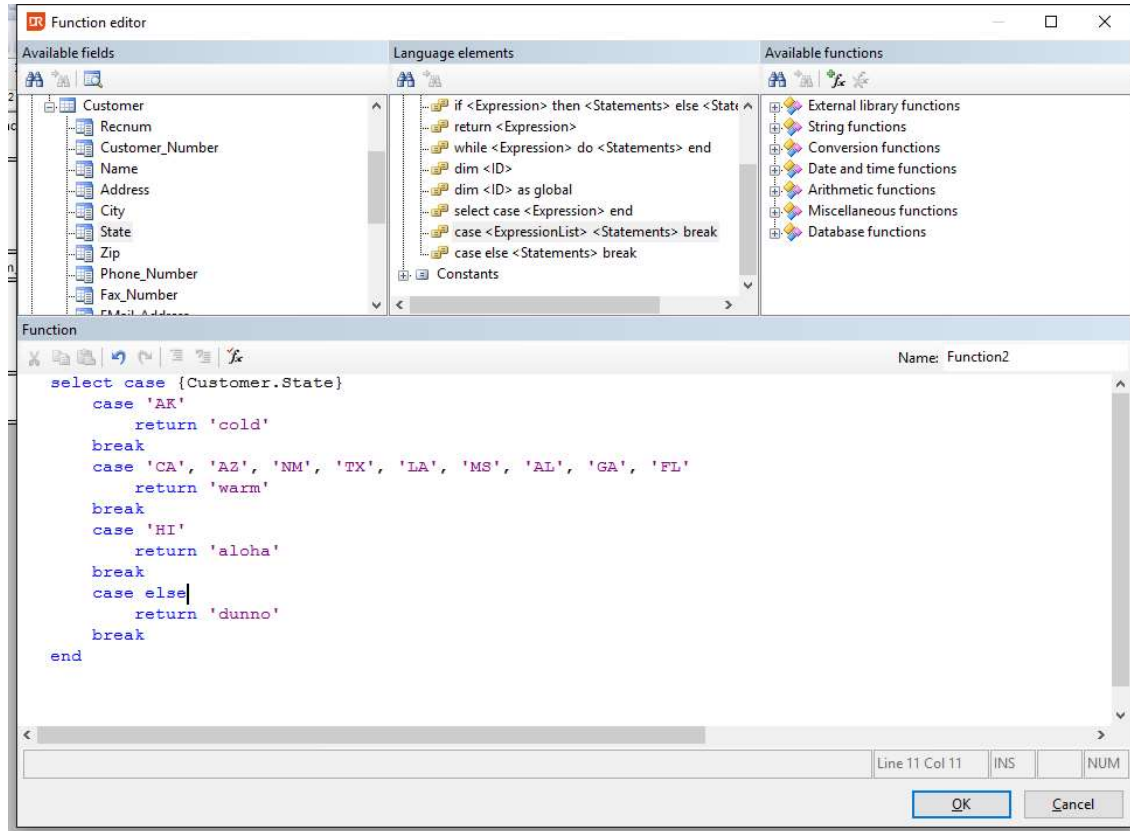 DR Function editor
Available fields
Customer
Recnum
Customer_Number
Name
Address
City
State
Zip
Phone_Number
Fax_Number
Language elements
if <Expression> then <Statements> else <State
return <Expression>
while <Expression> do <Statements> end
dim <ID>
dim <ID> as global
select case <Expression> end
case <ExpressionList> <Statements> break
case else <Statements> break
Constants
Available functions
External library functions
String functions
Conversion functions
Date and time functions
Arithmetic functions
Miscellaneous functions
Database functions
Function
Name: Function2
select case {Customer.State}
case 'AK'
return 'cold'
break
case 'CA', 'AZ', 'NM', 'TX', 'LA', 'MS', 'AL', 'GA', 'FL'
return 'warm'
break
case 'HI'
return 'aloha'
break
case else
return 'dunno'
break
end
Line 11 Col 11 INS NUM
OK Cancel